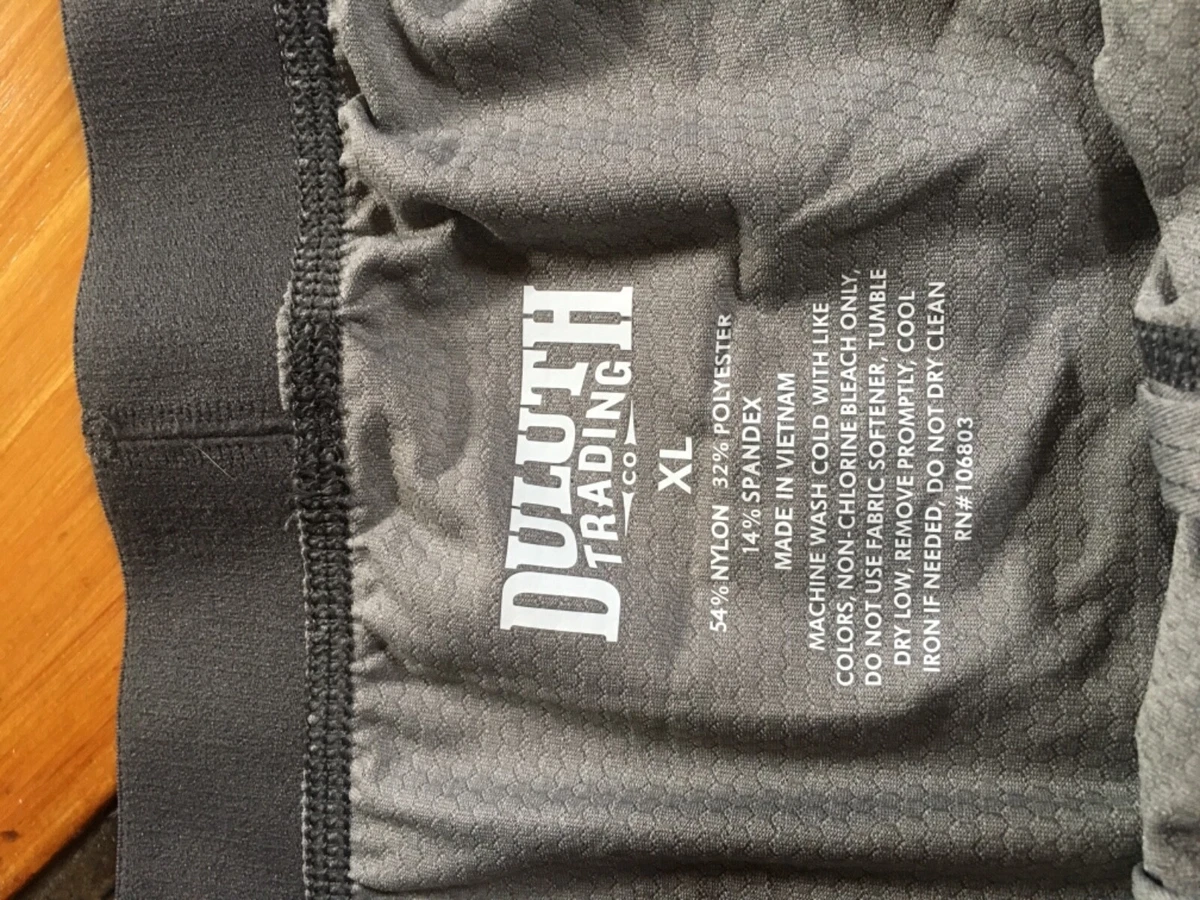 DULUTH
TRADING
CO
XL
54% NYLON 32% POLYESTER
14% SPANDEX
MADE IN VIETNAM
MACHINE WASH COLD WITH LIKE
COLORS, NON-CHLORINE BLEACH ONLY,
DO NOT USE FABRIC SOFTENER, TUMBLE
DRY LOW, REMOVE PROMPTLY, COOL
IRON IF NEEDED, DO NOT DRY CLEAN
RN#106803